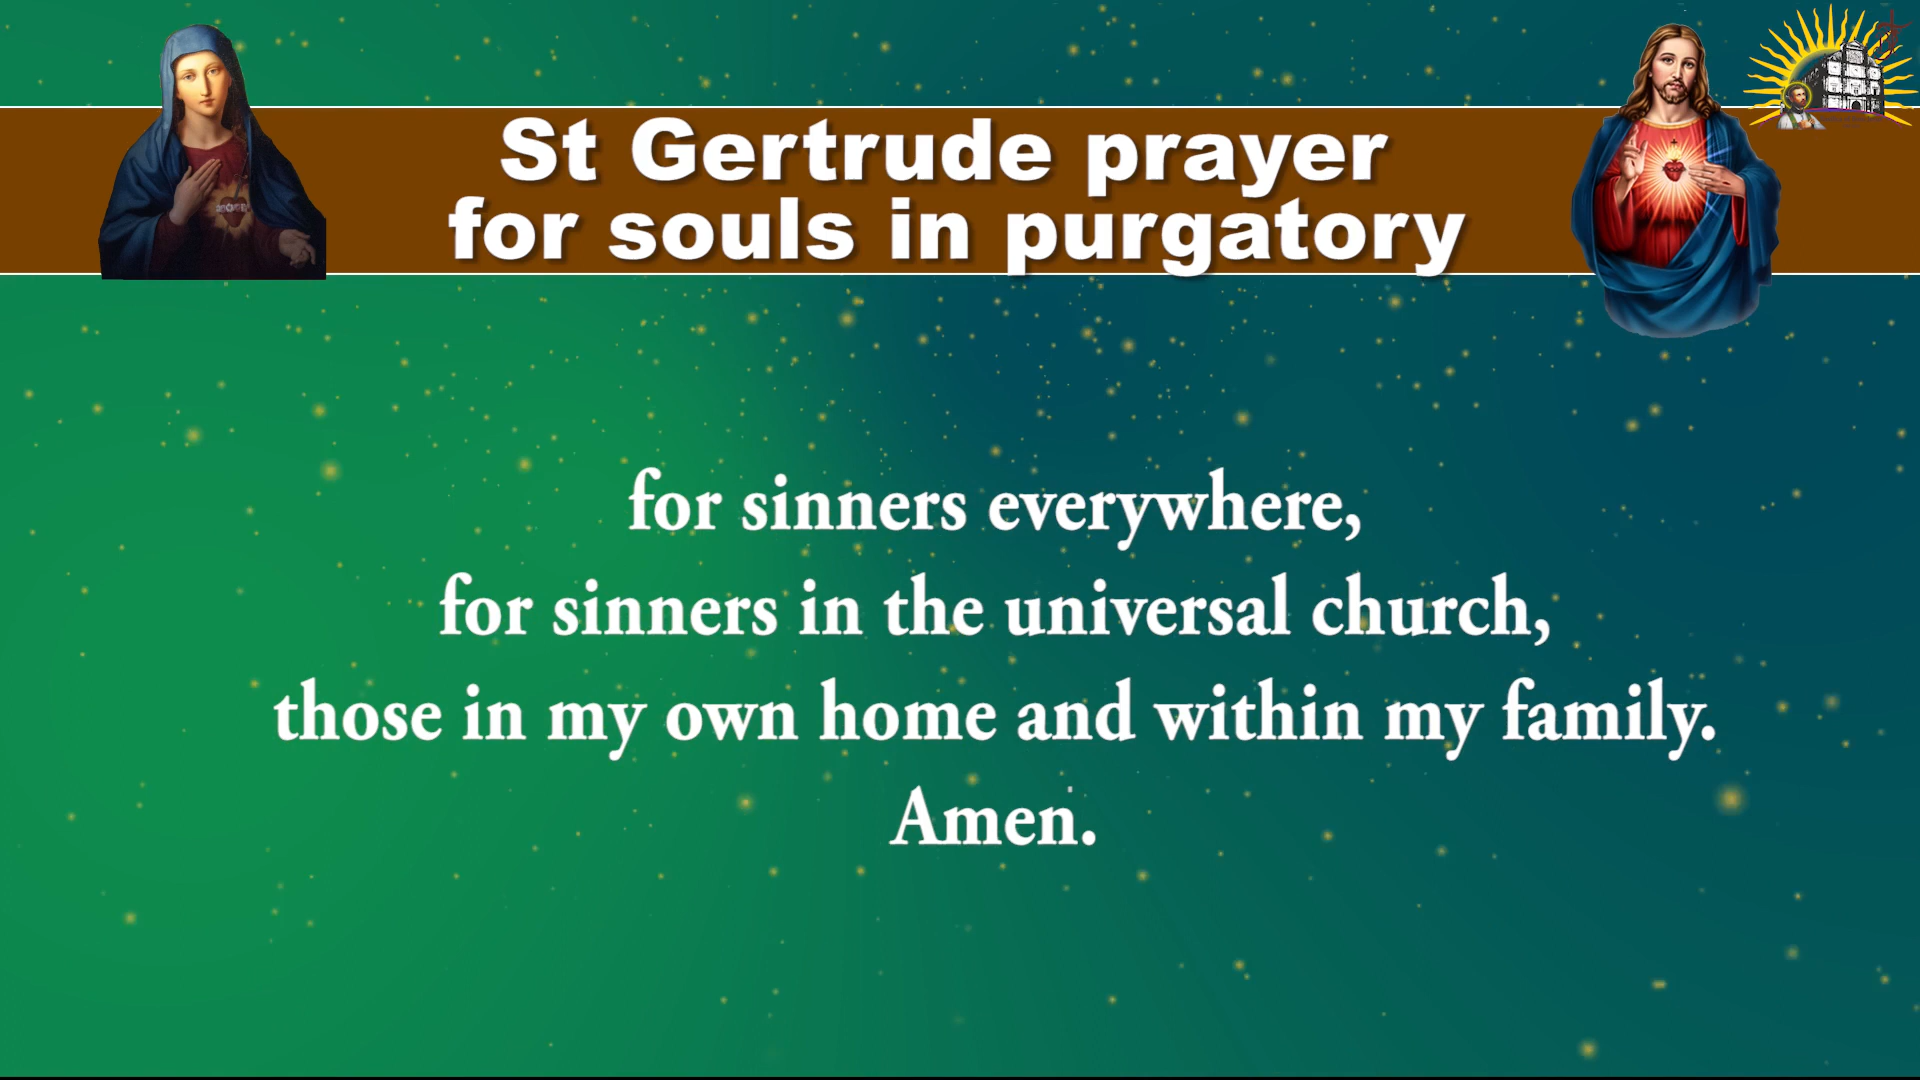 St Gertrude prayer
for souls in purgatory
for sinners everywhere,
for sinners in the universal church,
those in my own home and within my family.
Amen.